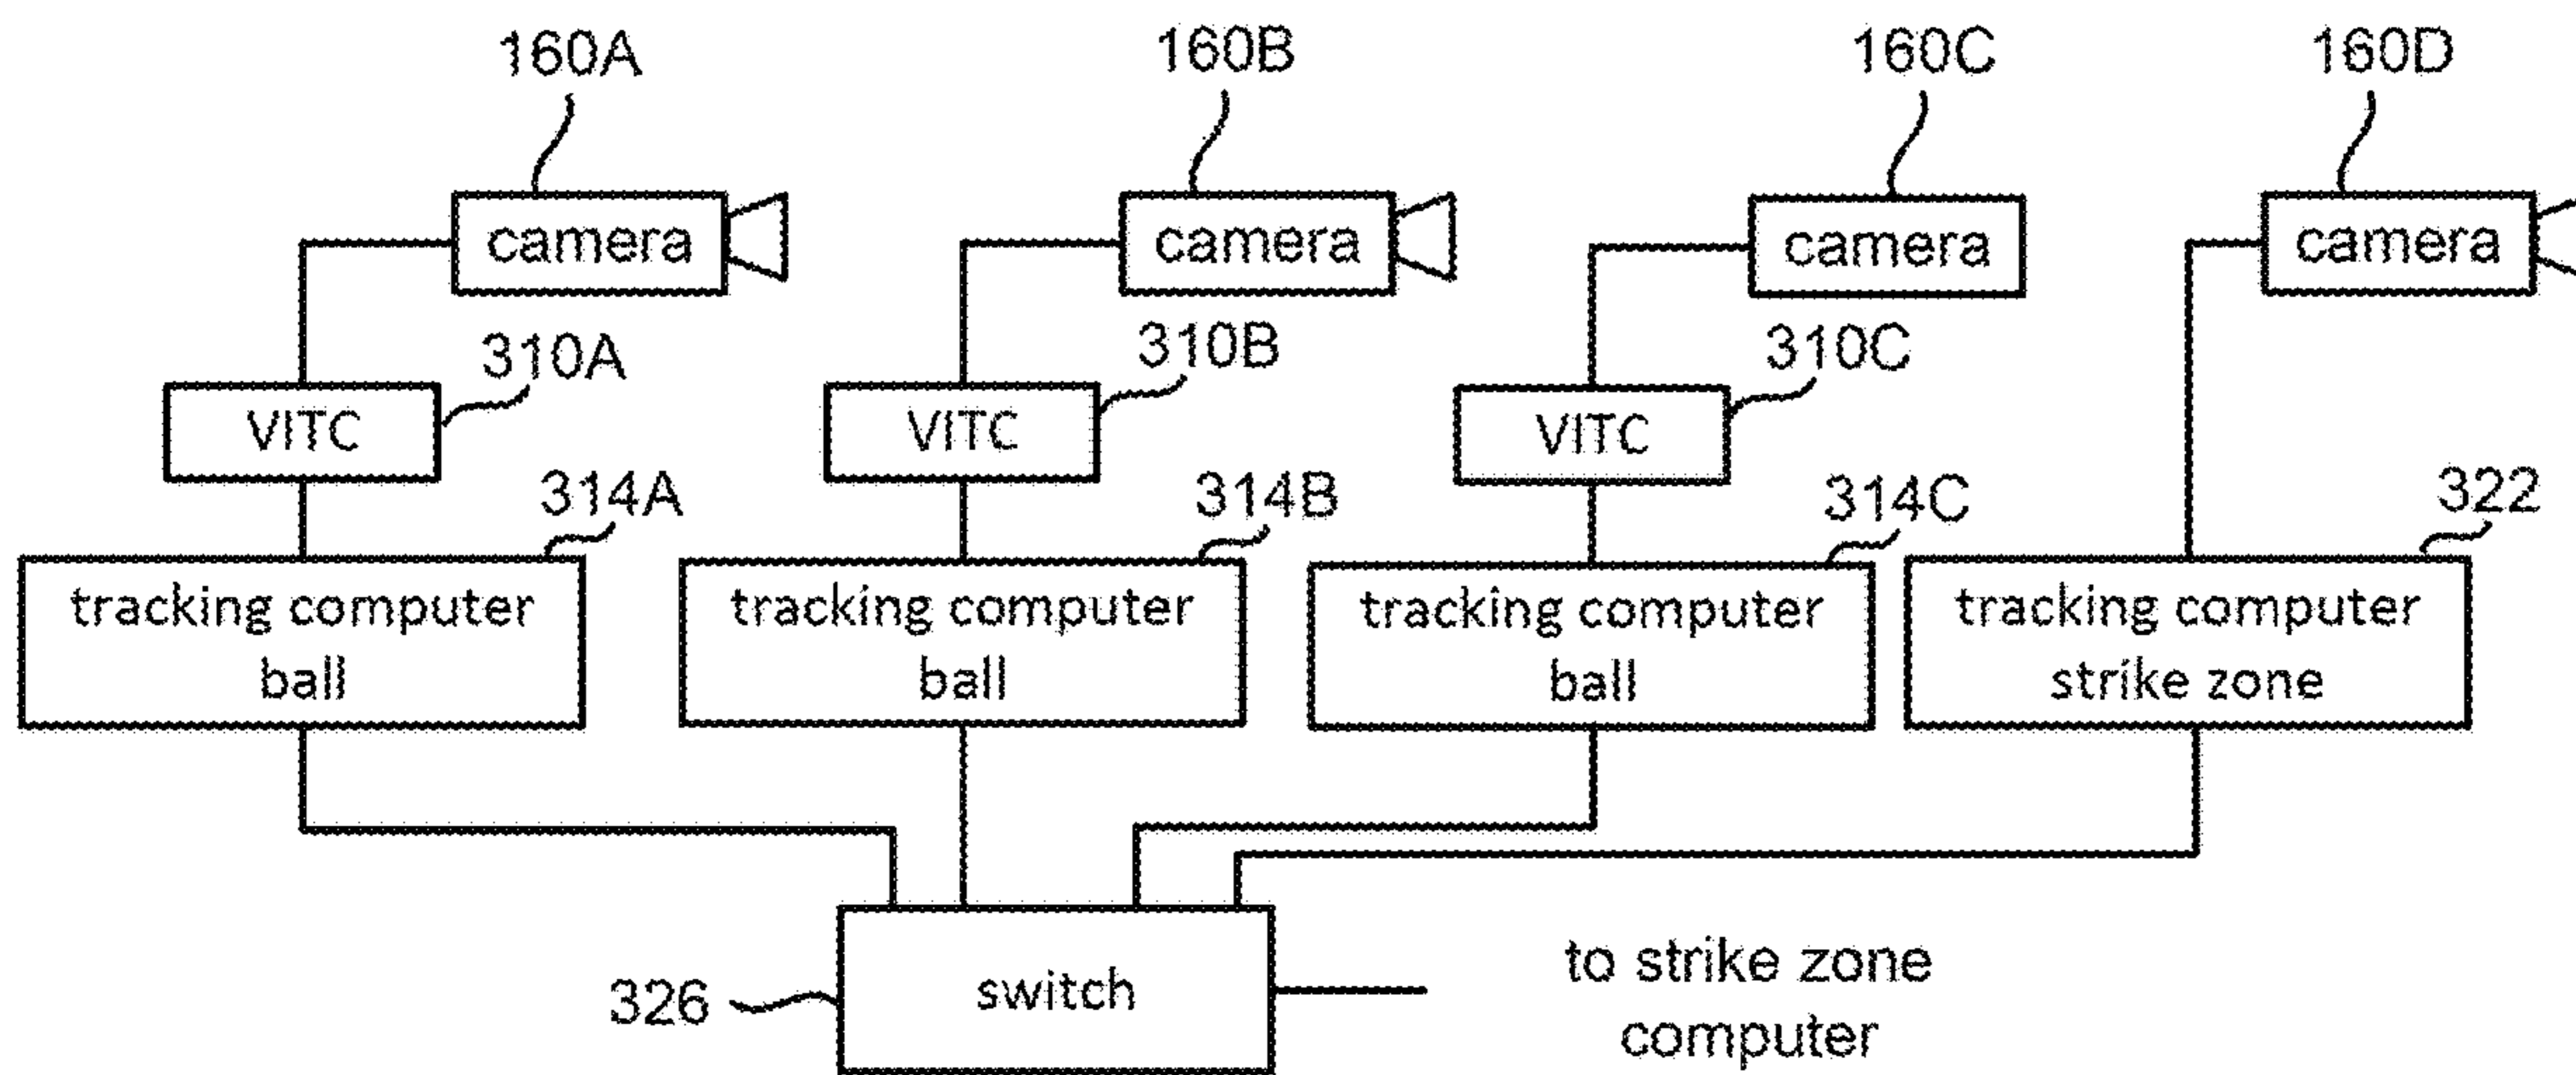 160A
160B
160C
160D
camera
camera
camera
camera
310A
310B
310C
VITC
VITC
VITC
314A
314B
314C
322
tracking computer
ball
tracking computer
ball
tracking computer
ball
tracking computer
strike zone
326
switch
to strike zone
computer